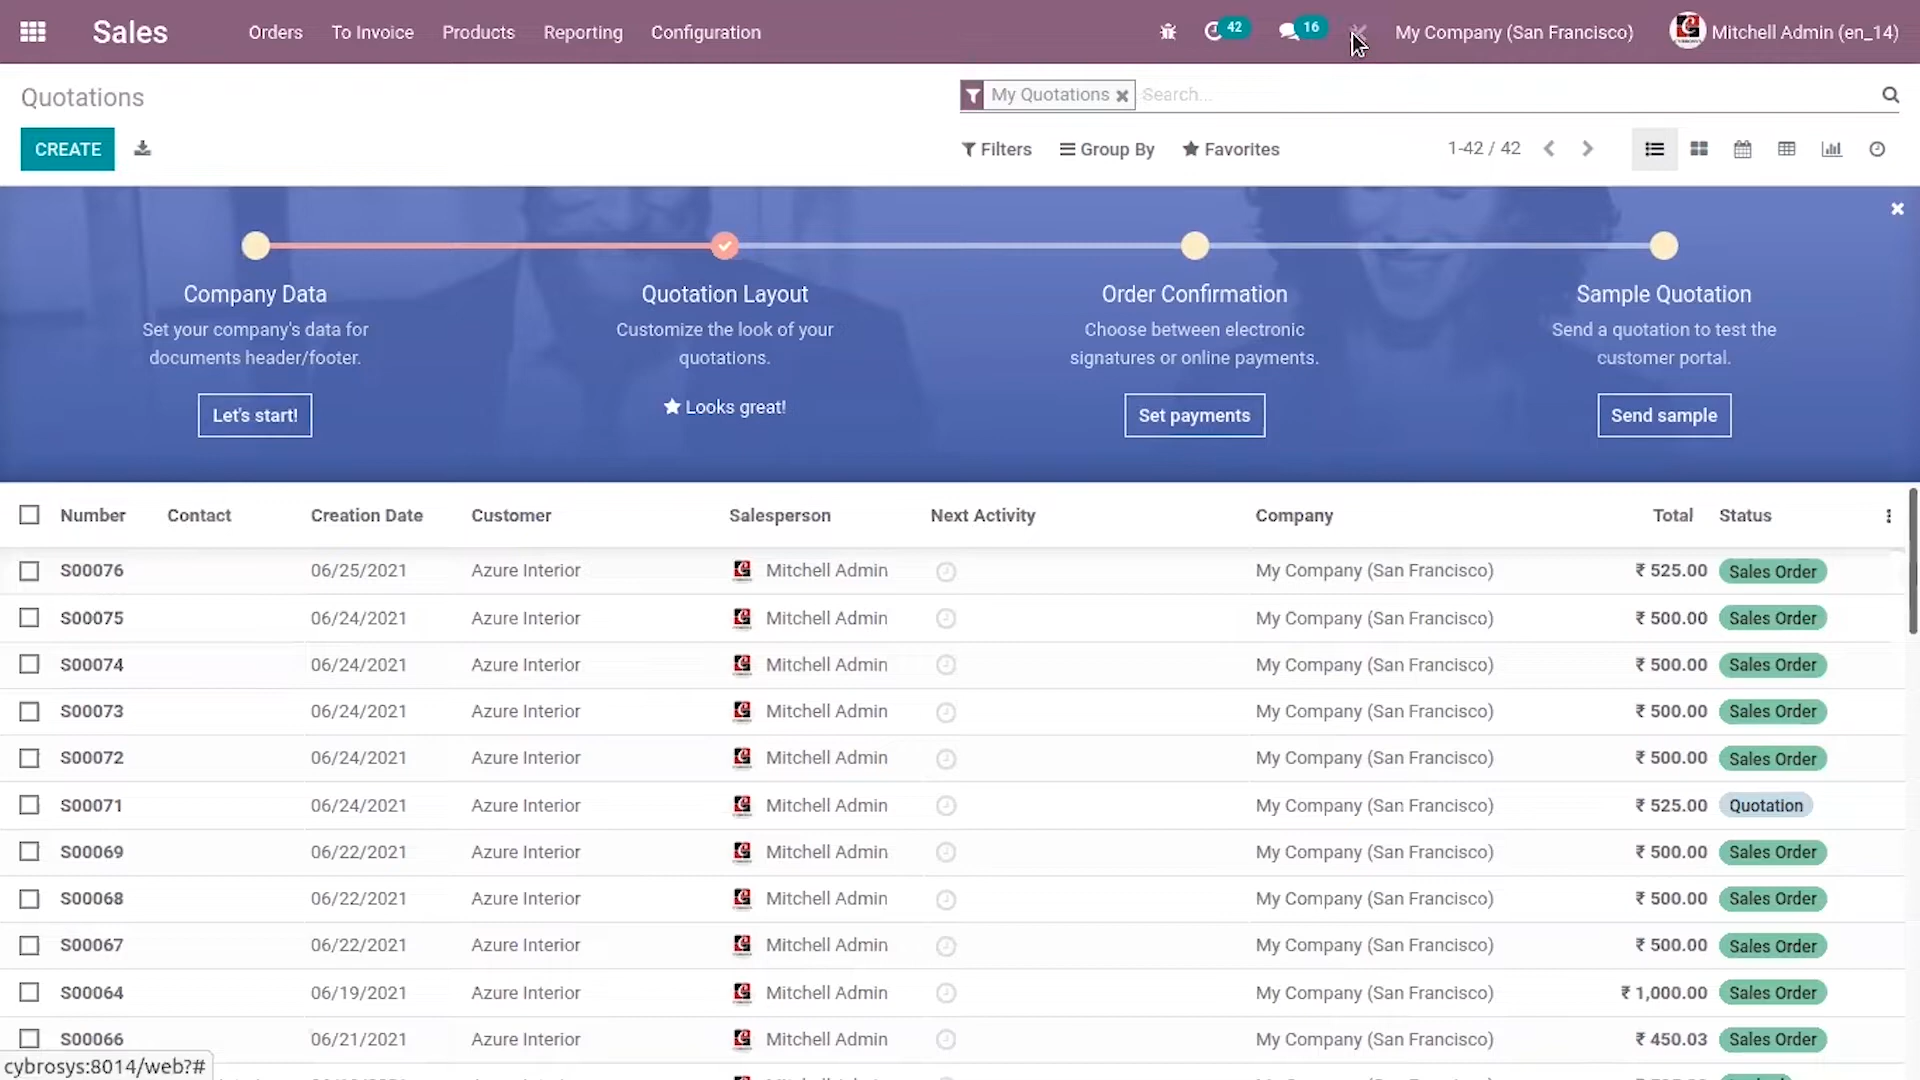 Sales Orders To Invoice Products Reporting Configuration 42 16 My Company (San Francisco) Mitchell Admin (en_14)
Quotations My Quotations Search...
CREATE Filters Group By Favorites 1-42 / 42
Company Data Quotation Layout Order Confirmation Sample Quotation
Set your company's data for Customize the look of your Choose between electronic Send a quotation to test the
documents header/footer. quotations. signatures or online payments. customer portal.
Let's start! Looks great! Set payments Send sample
Number Contact Creation Date Customer Salesperson Next Activity Company Total Status
S00076 06/25/2021 Azure Interior Mitchell Admin My Company (San Francisco) ₹ 525.00 Sales Order
S00075 06/24/2021 Azure Interior Mitchell Admin My Company (San Francisco) ₹ 500.00 Sales Order
S00074 06/24/2021 Azure Interior Mitchell Admin My Company (San Francisco) ₹ 500.00 Sales Order
S00073 06/24/2021 Azure Interior Mitchell Admin My Company (San Francisco) ₹ 500.00 Sales Order
S00072 06/24/2021 Azure Interior Mitchell Admin My Company (San Francisco) ₹ 500.00 Sales Order
S00071 06/24/2021 Azure Interior Mitchell Admin My Company (San Francisco) ₹ 525.00 Quotation
S00069 06/22/2021 Azure Interior Mitchell Admin My Company (San Francisco) ₹ 500.00 Sales Order
S00068 06/22/2021 Azure Interior Mitchell Admin My Company (San Francisco) ₹ 500.00 Sales Order
S00067 06/22/2021 Azure Interior Mitchell Admin My Company (San Francisco) ₹ 500.00 Sales Order
S00064 06/19/2021 Azure Interior Mitchell Admin My Company (San Francisco) ₹ 1,000.00 Sales Order
S00066 06/21/2021 Azure Interior Mitchell Admin My Company (San Francisco) ₹ 450.03 Sales Order
cybrosys:8014/web?#